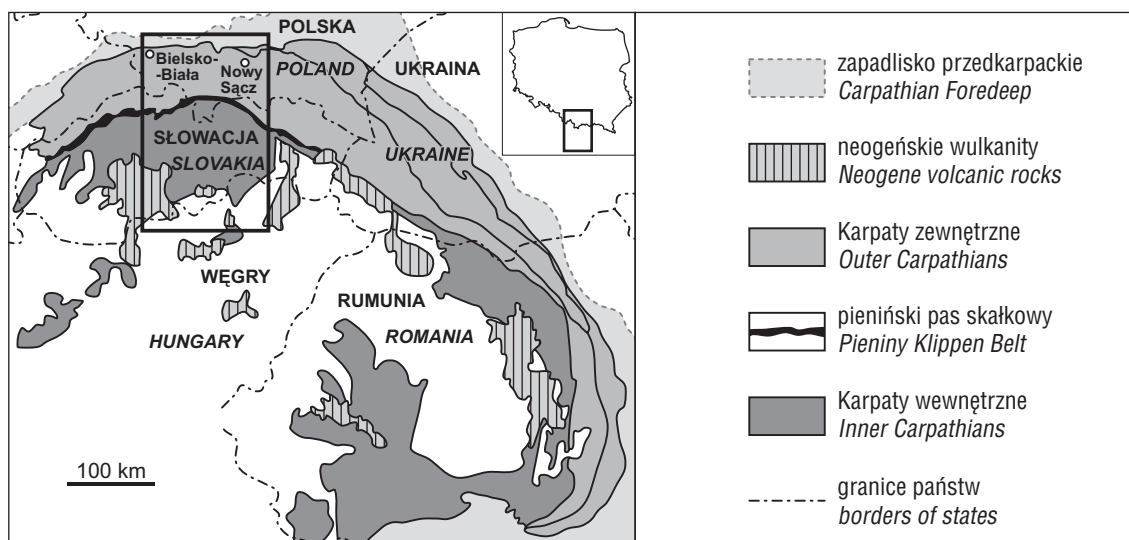 POLSKA
Bielsko-
-Biała
Nowy
Sącz
POLAND
UKRAINA
SŁOWACJA
SLOVAKIA
UKRAINE
WĘGRY
HUNGARY
RUMUNIA
ROMANIA
100 km
zapadlisko przedkarpackie
Carpathian Foredeep
neogeńskie wulkanity
Neogene volcanic rocks
Karpaty zewnętrzne
Outer Carpathians
pieniński pas skałkowy
Pieniny Klippen Belt
Karpaty wewnętrzne
Inner Carpathians
granice państw
borders of states